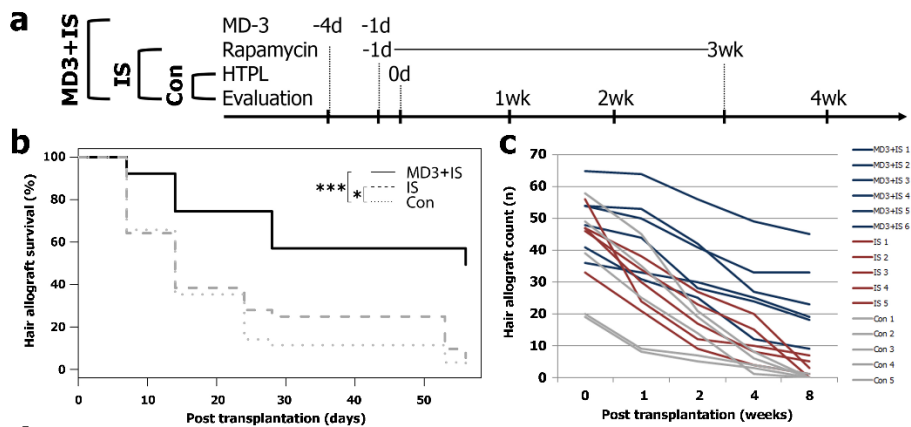 a
MD3+IS
IS
Con
MD-3 -4d -1d
Rapamycin -1d 3wk
HTPL 0d
Evaluation 1wk 2wk 4wk
b
Hair allograft survival (%)
100
80
60
40
20
0
0 10 20 30 40 50
Post transplantation (days)
*** * MD3+IS
IS
Con
c
Hair allograft count (n)
70
60
50
40
30
20
10
0
0 1 2 4 8
Post transplantation (weeks)
MD3+IS 1
MD3+IS 2
MD3+IS 3
MD3+IS 4
MD3+IS 5
MD3+IS 6
IS 1
IS 2
IS 3
IS 4
IS 5
Con 1
Con 2
Con 3
Con 4
Con 5